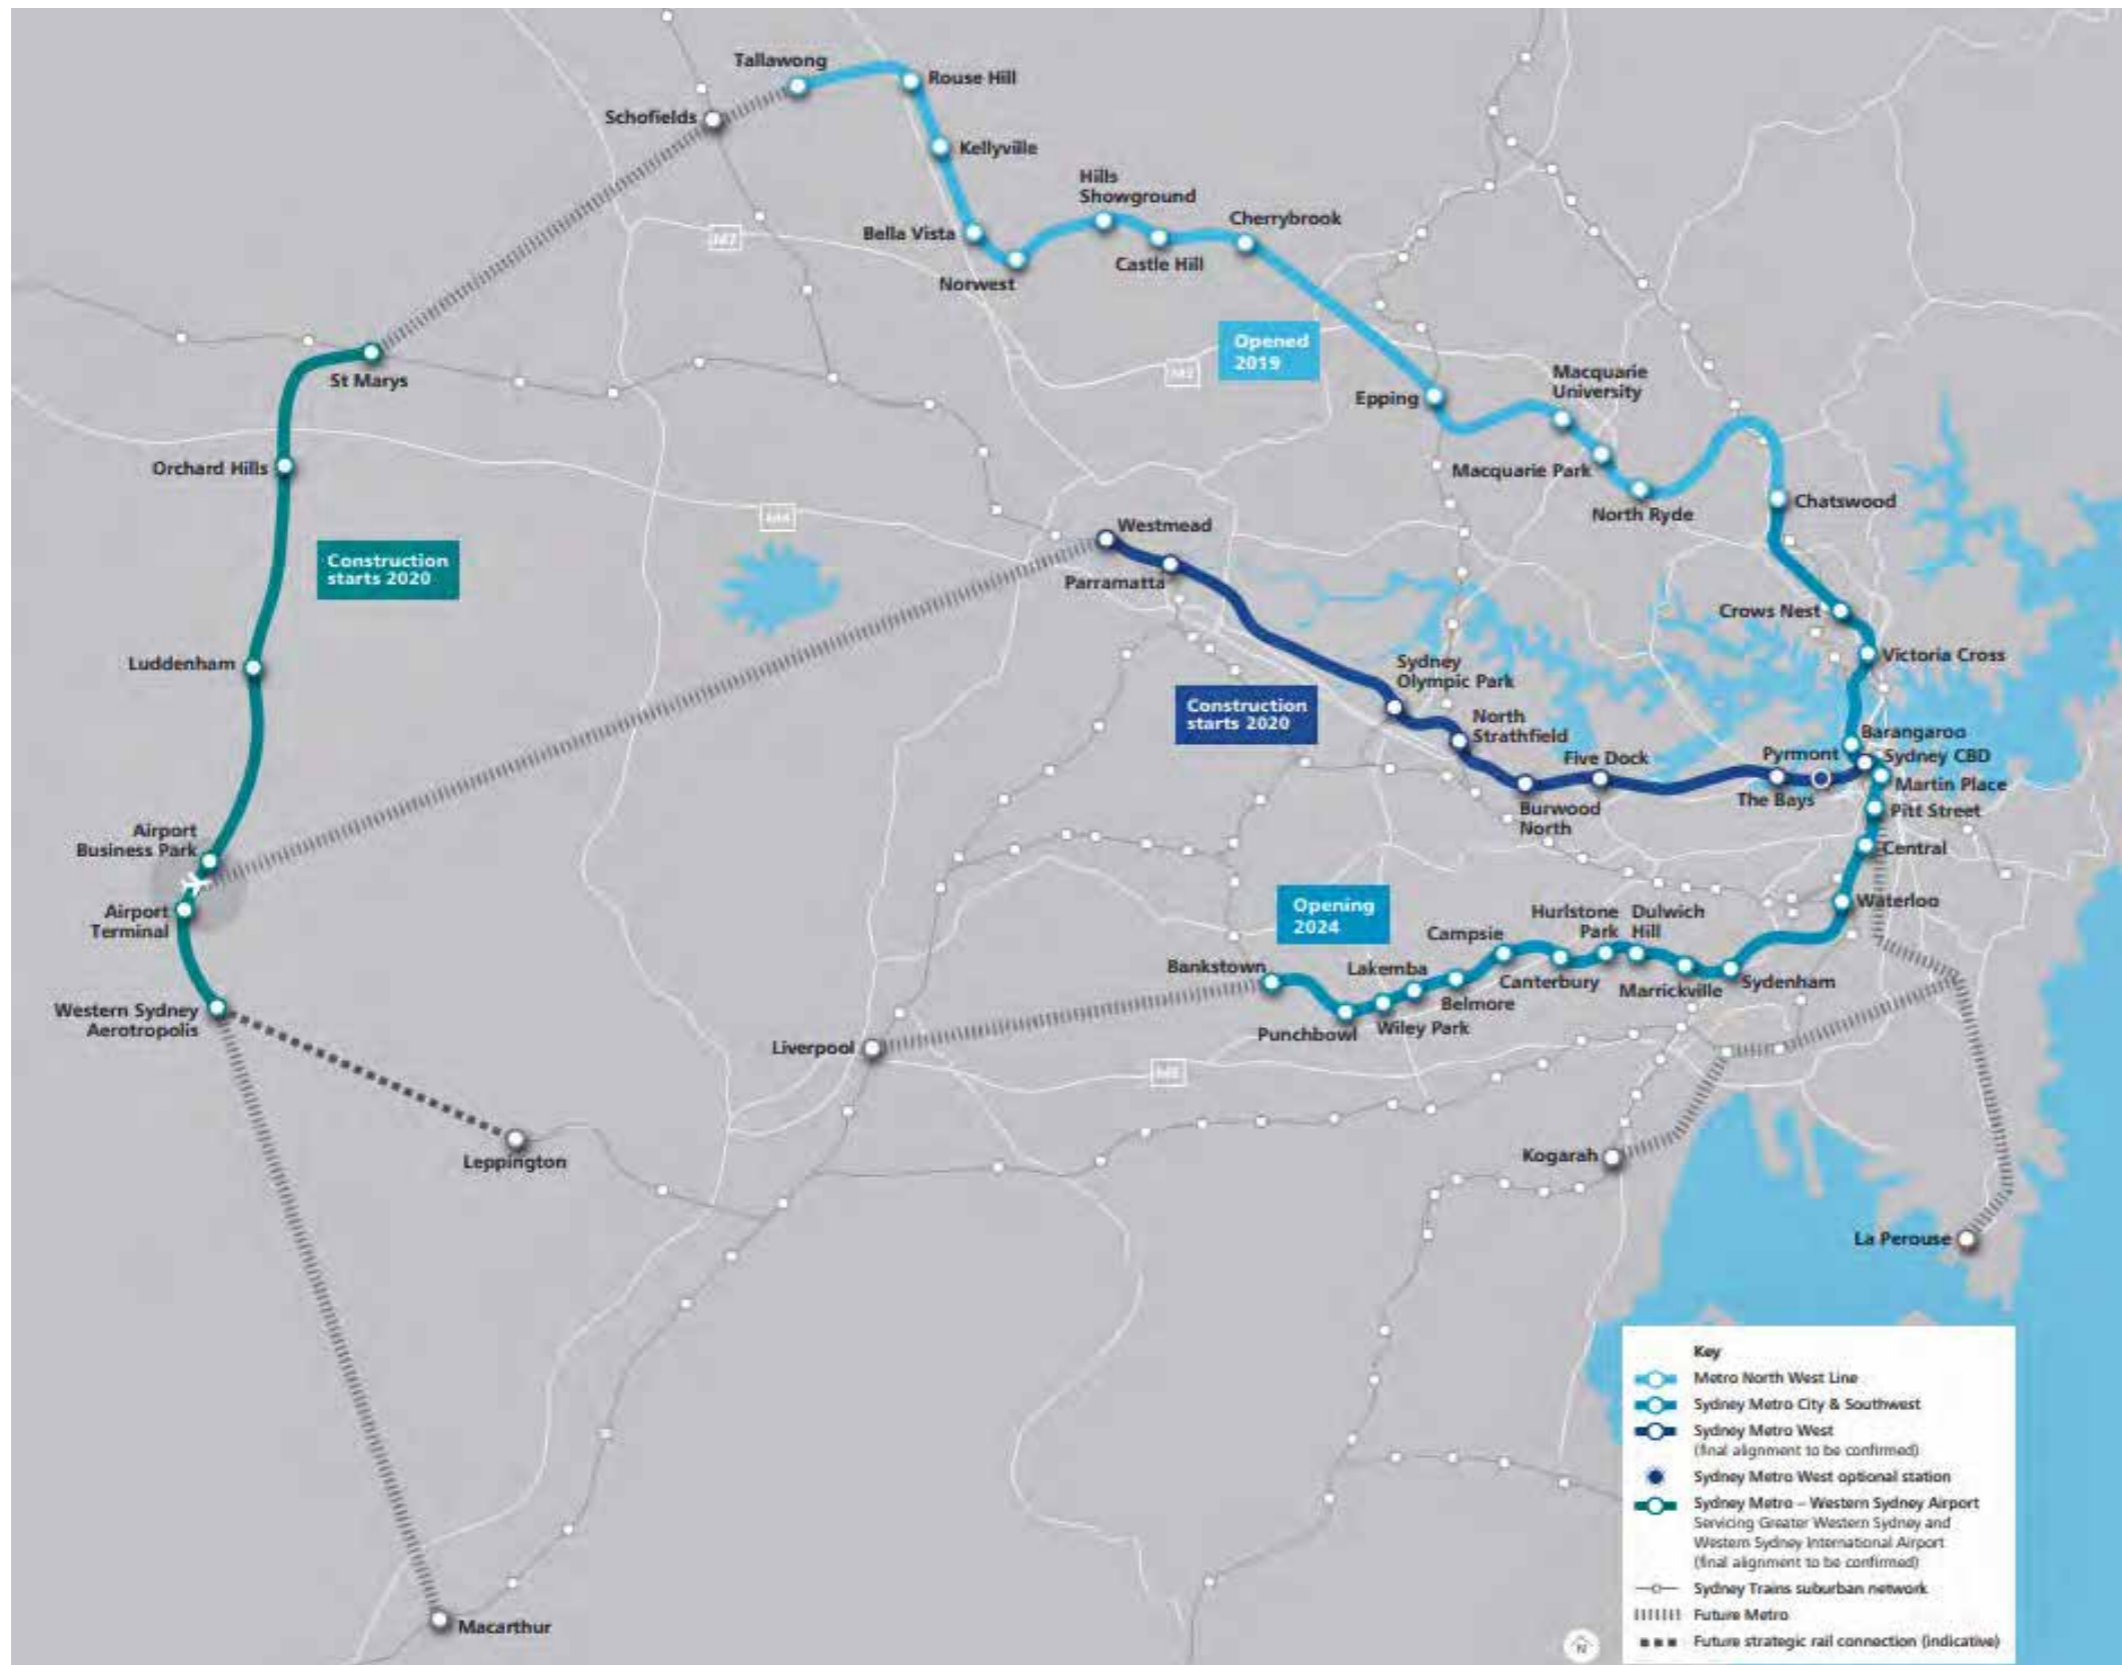 Tallawong
Rouse Hill
Schofields
Kellyville
Hills
Showground
Cherrybrook
Bella Vista
Castle Hill
Norwest
M7
Opened
2019
M2
St Marys
Macquarie
University
Epping
Orchard Hills
Macquarie Park
North Ryde
Chatswood
M4
Westmead
Construction
starts 2020
Parramatta
Crows Nest
Luddenham
Victoria Cross
Sydney
Olympic Park
Construction
starts 2020
North
Strathfield
Barangaroo
Five Dock
Pyrmont
Sydney CBD
Martin Place
The Bays
Burwood
North
Pitt Street
Airport
Business Park
Central
Airport
Terminal
Opening
2024
Waterloo
Hurlstone
Park
Dulwich
Hill
Campsie
Bankstown
Lakemba
Canterbury
Marrickville
Sydenham
Belmore
Western Sydney
Aerotropolis
Punchbowl
Wiley Park
Liverpool
M5
Leppington
Kogarah
La Perouse
Macarthur
Key
Metro North West Line
Sydney Metro City & Southwest
Sydney Metro West
(final alignment to be confirmed)
Sydney Metro West optional station
Sydney Metro – Western Sydney Airport
Servicing Greater Western Sydney and
Western Sydney International Airport
(final alignment to be confirmed)
Sydney Trains suburban network
Future Metro
Future strategic rail connection (indicative)
N